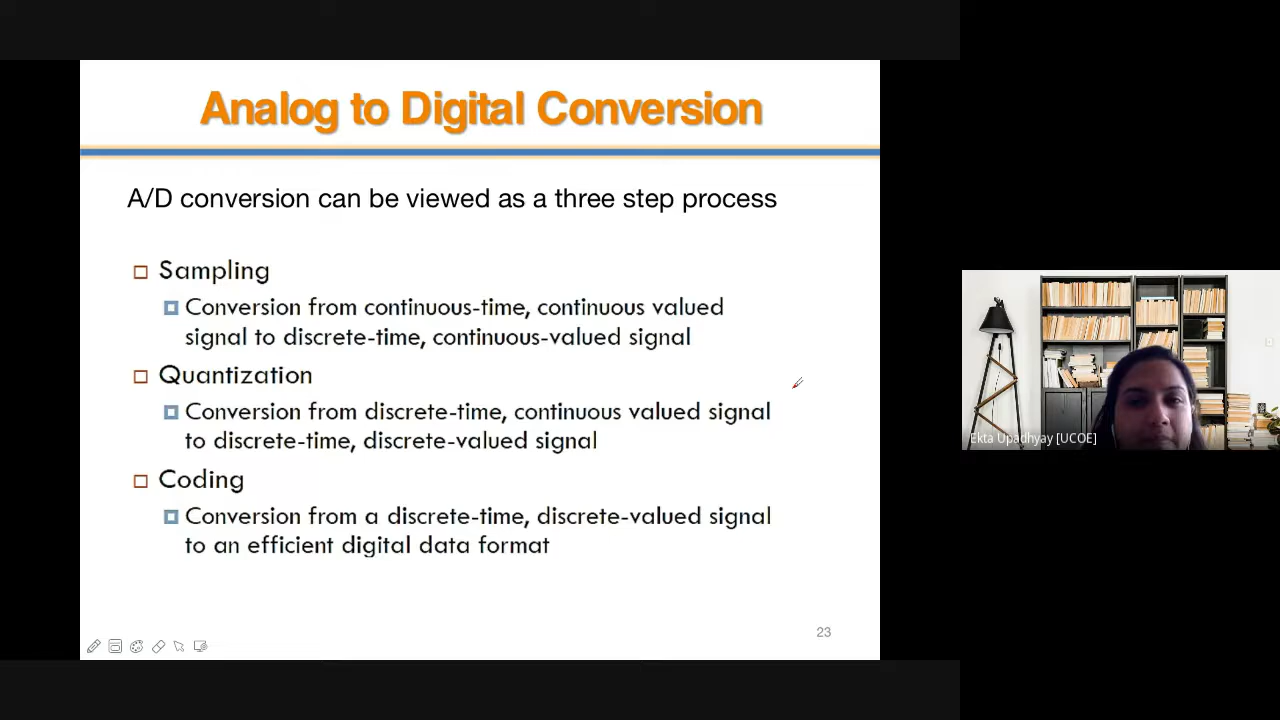 Analog to Digital Conversion
A/D conversion can be viewed as a three step process
Sampling
Conversion from continuous-time, continuous valued
signal to discrete-time, continuous-valued signal
Quantization
Conversion from discrete-time, continuous valued signal
to discrete-time, discrete-valued signal
Coding
Conversion from a discrete-time, discrete-valued signal
to an efficient digital data format
23
Ekta Upadhyay [UCOE]